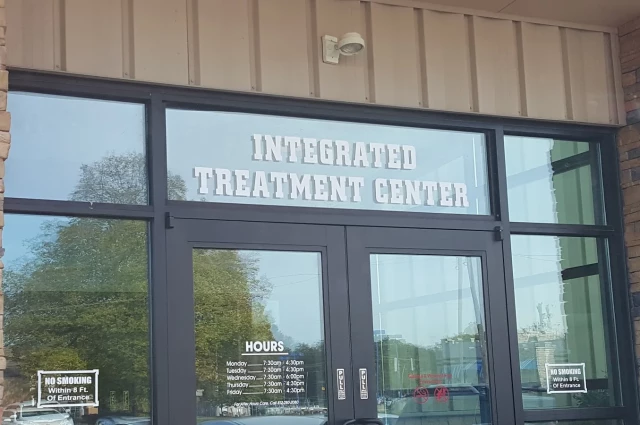 INTEGRATED
TREATMENT CENTER
HOURS
Monday 7:30am - 4:30pm
Tuesday 7:30am - 4:30pm
Wednesday 7:30am - 6:00pm
Thursday 7:30am - 4:30pm
Friday 7:30am - 4:30pm
PULL
PULL
NO SMOKING
Within 8 Ft.
Of Entrance
NO SMOKING
Within 8 Ft.
Of Entrance